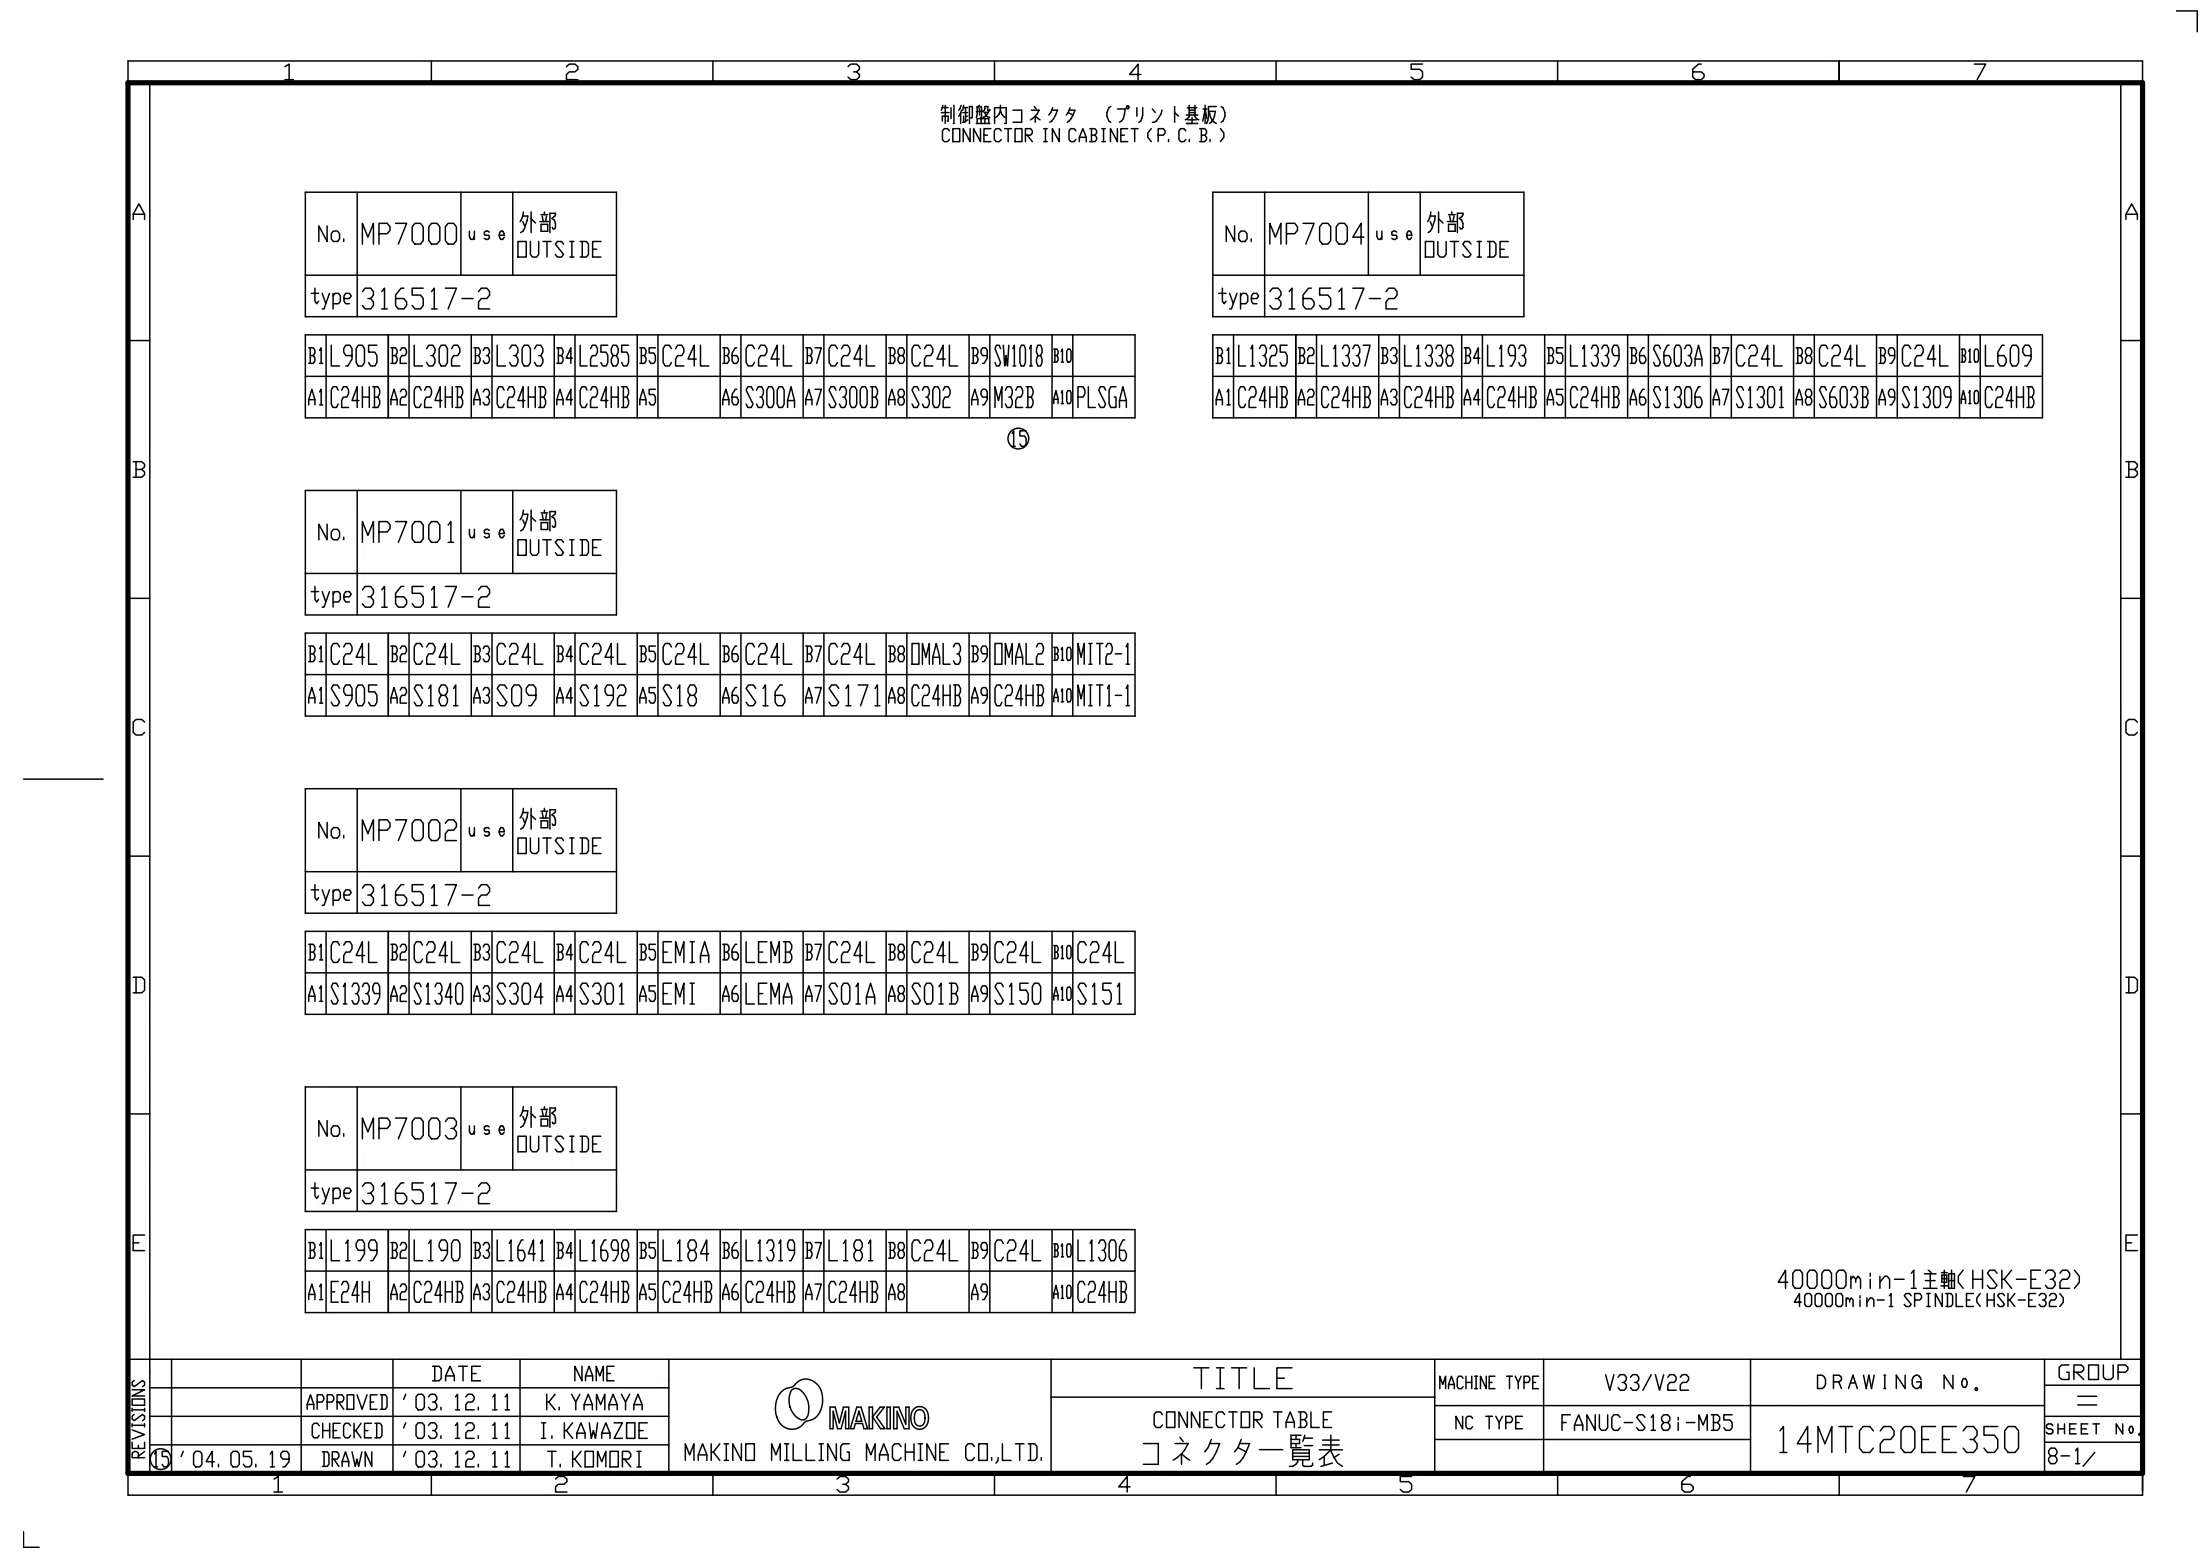 1 2 3 4 5 6 7
制御盤内コネクタ (プリント基板)
CONNECTOR IN CABINET (P. C. B. )
A A
No. MP7000 use 外部 OUTSIDE
type 316517-2
B1 L905 B2 L302 B3 L303 B4 L2585 B5 C24L B6 C24L B7 C24L B8 C24L B9 SW1018 B10
A1 C24HB A2 C24HB A3 C24HB A4 C24HB A5 A6 S300A A7 S300B A8 S302 A9 M32B A10 PLSGA
⑮
No. MP7004 use 外部 OUTSIDE
type 316517-2
B1 L1325 B2 L1337 B3 L1338 B4 L193 B5 L1339 B6 S603A B7 C24L B8 C24L B9 C24L B10 L609
A1 C24HB A2 C24HB A3 C24HB A4 C24HB A5 C24HB A6 S1306 A7 S1301 A8 S603B A9 S1309 A10 C24HB
B B
No. MP7001 use 外部 OUTSIDE
type 316517-2
B1 C24L B2 C24L B3 C24L B4 C24L B5 C24L B6 C24L B7 C24L B8 OMAL3 B9 OMAL2 B10 MIT2-1
A1 S905 A2 S181 A3 S09 A4 S192 A5 S18 A6 S16 A7 S171 A8 C24HB A9 C24HB A10 MIT1-1
C C
No. MP7002 use 外部 OUTSIDE
type 316517-2
B1 C24L B2 C24L B3 C24L B4 C24L B5 EMIA B6 LEMB B7 C24L B8 C24L B9 C24L B10 C24L
A1 S1339 A2 S1340 A3 S304 A4 S301 A5 EMI A6 LEMA A7 S01A A8 S01B A9 S150 A10 S151
D D
No. MP7003 use 外部 OUTSIDE
type 316517-2
B1 L199 B2 L190 B3 L1641 B4 L1698 B5 L184 B6 L1319 B7 L181 B8 C24L B9 C24L B10 L1306
A1 E24H A2 C24HB A3 C24HB A4 C24HB A5 C24HB A6 C24HB A7 C24HB A8 A9 A10 C24HB
E E
40000min-1主軸(HSK-E32)
40000min-1 SPINDLE(HSK-E32)
REVISIONS
DATE NAME
APPROVED '03. 12. 11 K. YAMAYA
CHECKED '03. 12. 11 I. KAWAZOE
⑮ '04. 05. 19 DRAWN '03. 12. 11 T. KOMORI
MAKINO
MAKINO MILLING MACHINE CO.,LTD.
TITLE
CONNECTOR TABLE
コネクタ一覧表
MACHINE TYPE V33/V22
NC TYPE FANUC-S18i-MB5
DRAWING No.
14MTC20EE350
GROUP
=
SHEET No.
8-1/
1 2 3 4 5 6 7